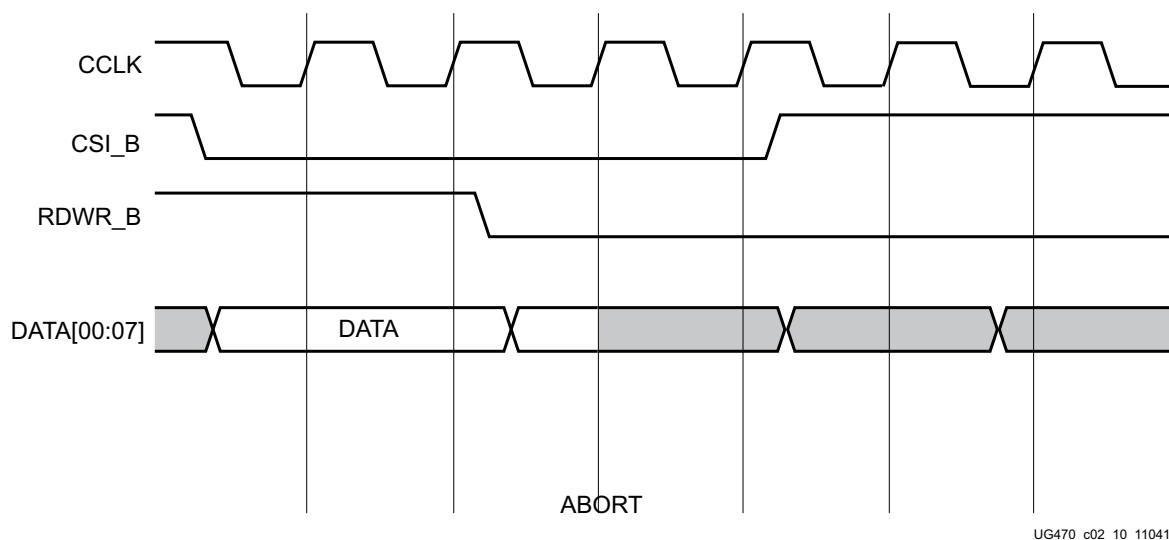 CCLK
CSI_B
RDWR_B
DATA[00:07]
DATA
ABORT
UG470_c02_10_11041